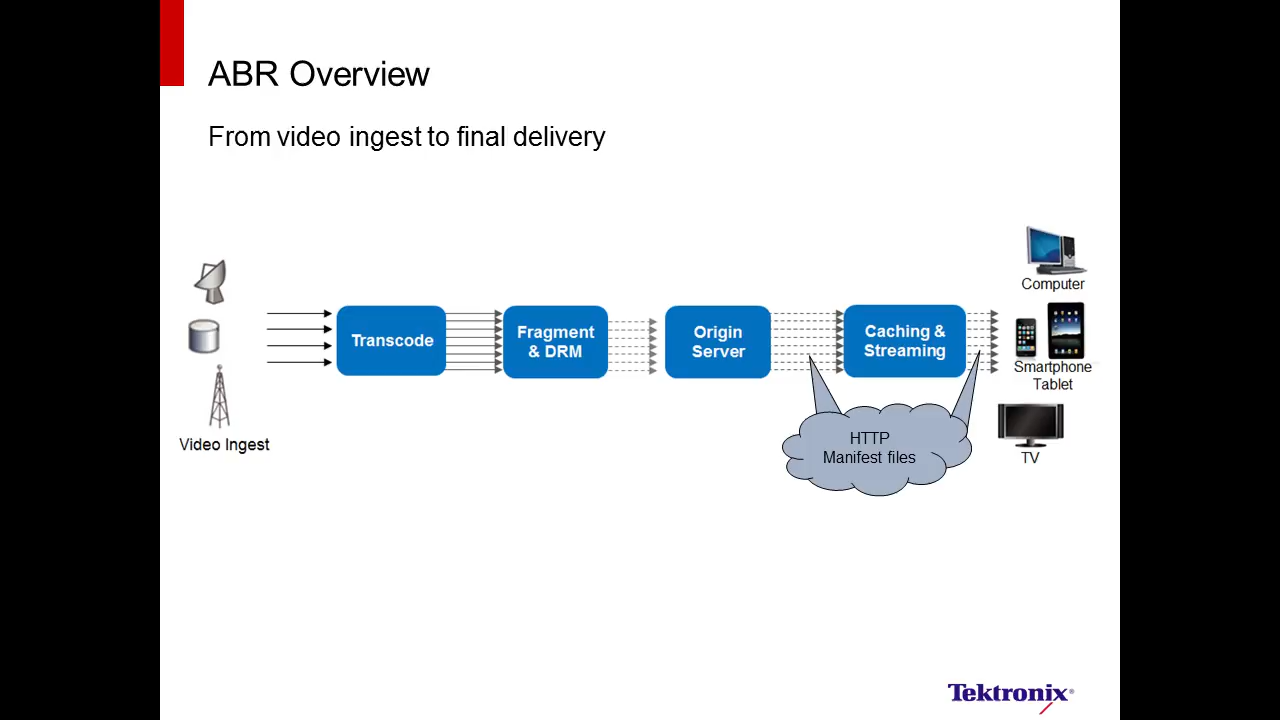 ABR Overview
From video ingest to final delivery
Video Ingest
Transcode
Fragment
& DRM
Origin
Server
Caching &
Streaming
HTTP
Manifest files
Computer
Smartphone
Tablet
TV
Tektronix®